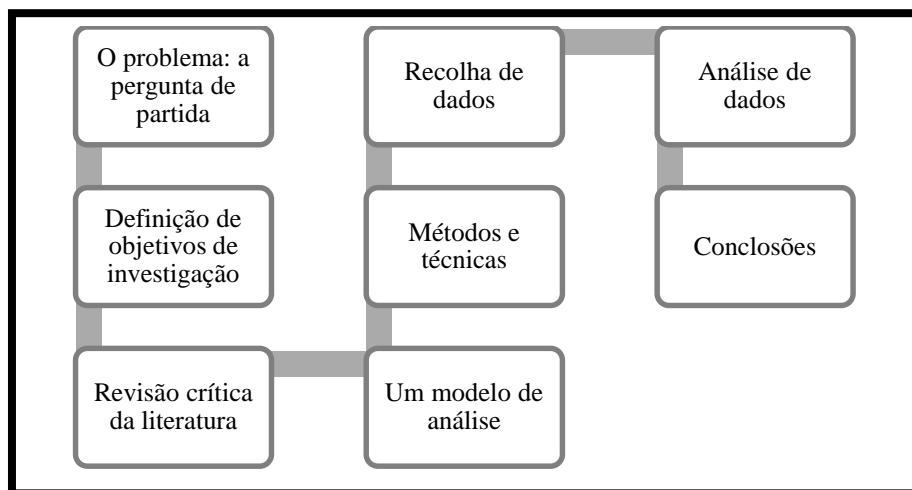 O problema: a
pergunta de
partida
Definição de
objetivos de
investigação
Revisão crítica
da literatura
Um modelo de
análise
Métodos e
técnicas
Recolha de
dados
Análise de
dados
Conclosões